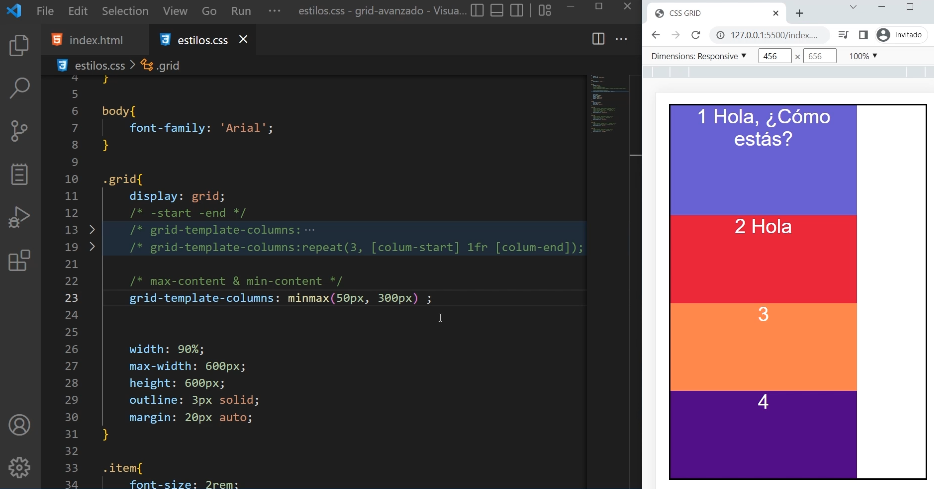 File Edit Selection View Go Run ··· estilos.css - grid-avanzado - Visua...
index.html
estilos.css
estilos.css > .grid
4 }
5
6 body{
7 font-family: 'Arial';
8 }
9
10 .grid{
11 display: grid;
12 /* -start -end */
13 /* grid-template-columns:···
19 /* grid-template-columns:repeat(3, [colum-start] 1fr [colum-end]);
21
22 /* max-content & min-content */
23 grid-template-columns: minmax(50px, 300px) ;
24
25
26 width: 90%;
27 max-width: 600px;
28 height: 600px;
29 outline: 3px solid;
30 margin: 20px auto;
31 }
32
33 .item{
34 font-size: 2rem;
CSS GRID
127.0.0.1:5500/index....
Invitado
Dimensions: Responsive 456 x 656 100%
1 Hola, ¿Cómo
estás?
2 Hola
3
4